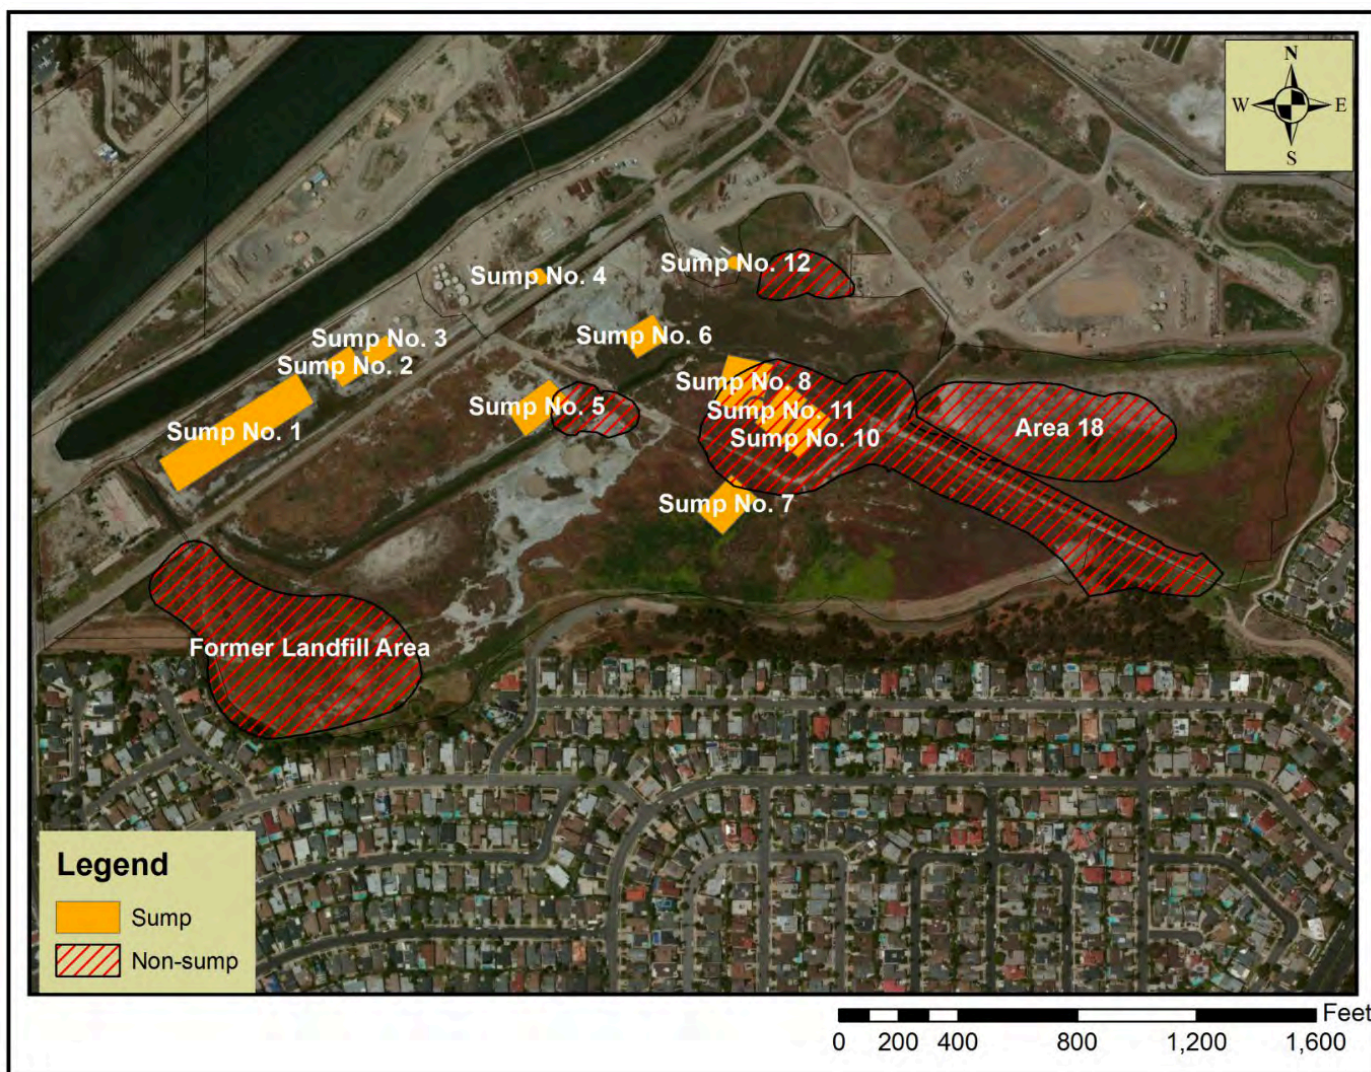 N
W E
S
Sump No. 12
Sump No. 4
Sump No. 6
Sump No. 3
Sump No. 2
Sump No. 8
Sump No. 5
Sump No. 11
Sump No. 1
Sump No. 10
Area 18
Sump No. 7
Former Landfill Area
Legend
Sump
Non-sump
Feet
0 200 400 800 1,200 1,600